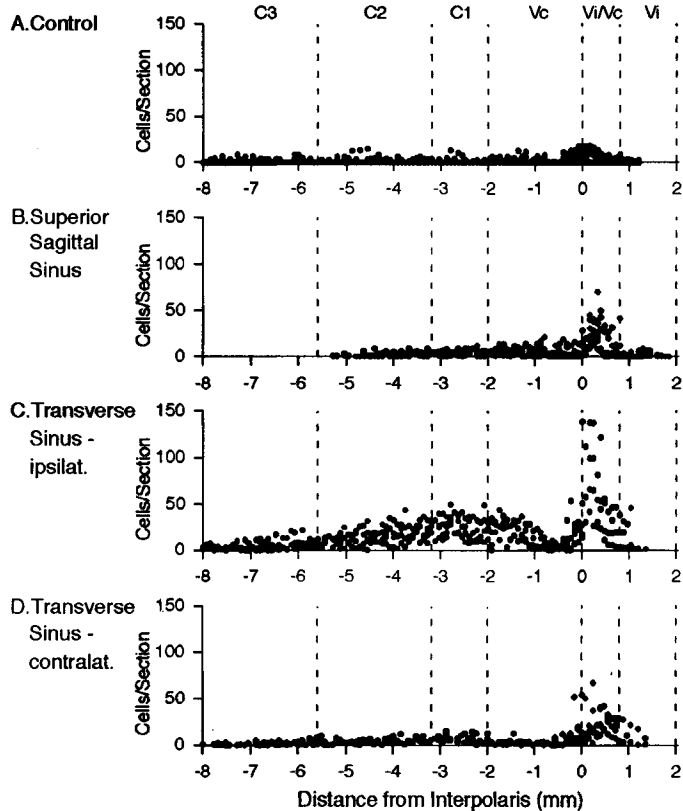 A.Control
C3 C2 C1 Vc Vi/Vc Vi
Cells/Section
150
100
50
0
-8 -7 -6 -5 -4 -3 -2 -1 0 1 2
B.Superior
Sagittal
Sinus
Cells/Section
150
100
50
0
-8 -7 -6 -5 -4 -3 -2 -1 0 1 2
C.Transverse
Sinus -
ipsilat.
Cells/Section
150
100
50
0
-8 -7 -6 -5 -4 -3 -2 -1 0 1 2
D.Transverse
Sinus -
contralat.
Cells/Section
150
100
50
0
-8 -7 -6 -5 -4 -3 -2 -1 0 1 2
Distance from Interpolaris (mm)